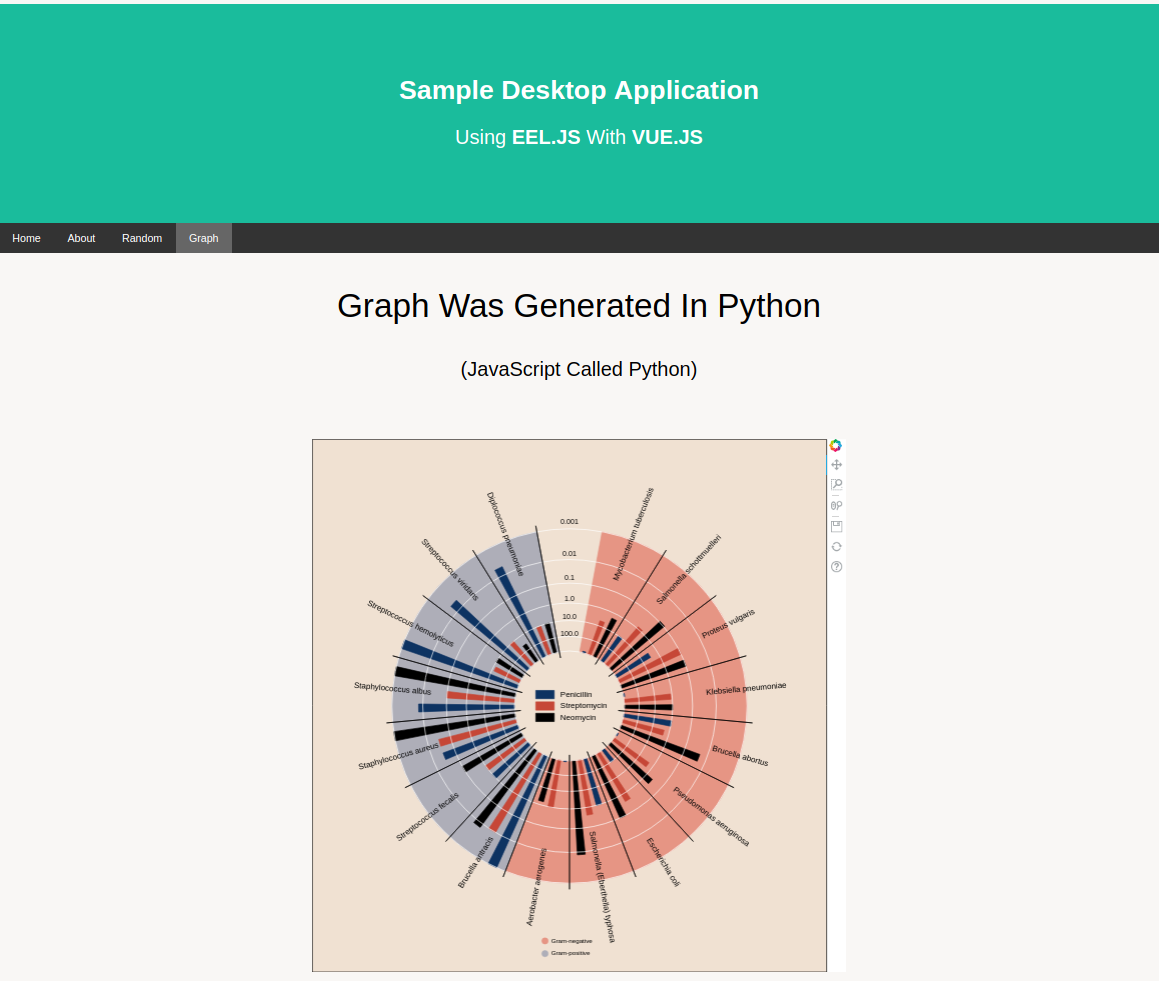 Sample Desktop Application
Using EEL.JS With VUE.JS
Home About Random Graph
Graph Was Generated In Python
(JavaScript Called Python)
Mycobacterium tuberculosis
Salmonella schottmuelleri
Proteus vulgaris
Klebsiella pneumoniae
Brucella abortus
Pseudomonas aeruginosa
Escherichia coli
Salmonella (Eberthella) typhosa
Aerobacter aerogenes
Brucella antracis
Streptococcus fecalis
Staphylococcus aureus
Staphylococcus albus
Streptococcus hemolyticus
Streptococcus viridans
Diplococcus pneumoniae
0.001
0.01
0.1
1.0
10.0
100.0
Penicillin
Streptomycin
Neomycin
Gram-negative
Gram-positive